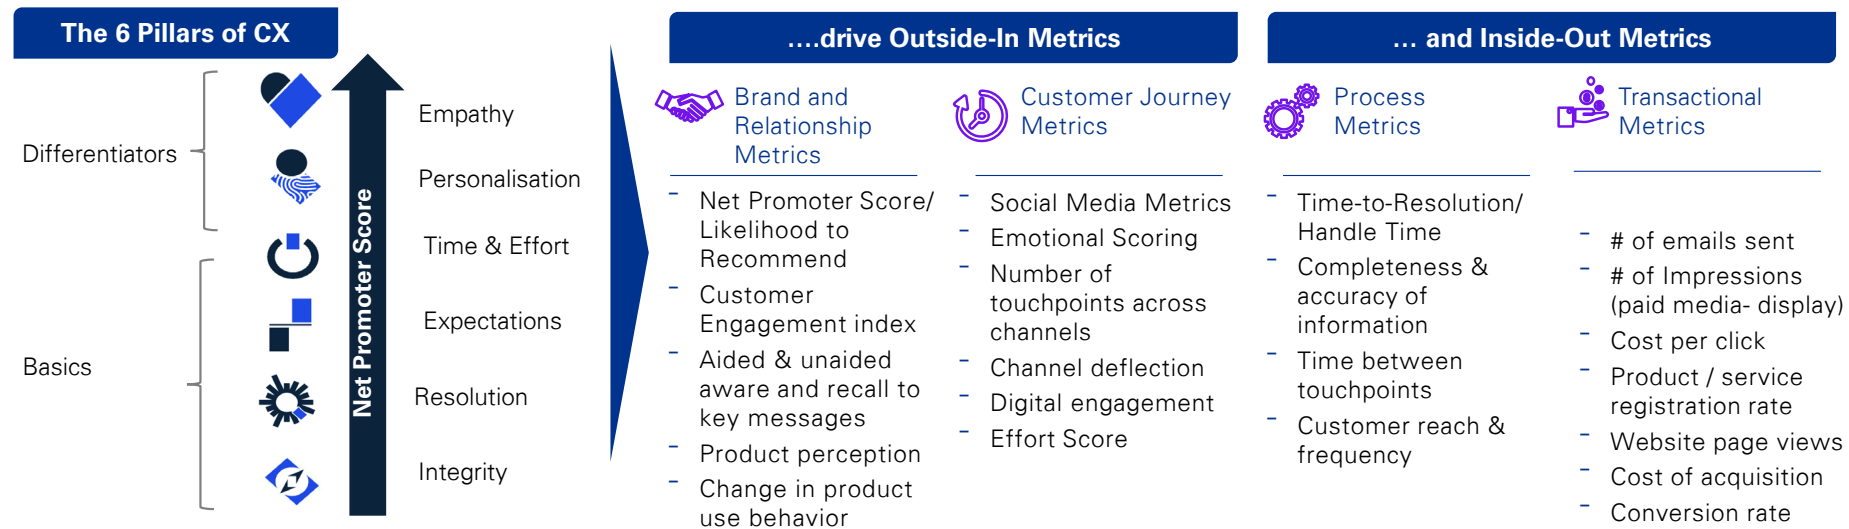 The 6 Pillars of CX
Differentiators
Basics
Net Promoter Score
Empathy
Personalisation
Time & Effort
Expectations
Resolution
Integrity
....drive Outside-In Metrics
Brand and
Relationship
Metrics
- Net Promoter Score/
Likelihood to
Recommend
- Customer
Engagement index
- Aided & unaided
aware and recall to
key messages
- Product perception
- Change in product
use behavior
Customer Journey
Metrics
- Social Media Metrics
- Emotional Scoring
- Number of
touchpoints across
channels
- Channel deflection
- Digital engagement
- Effort Score
... and Inside-Out Metrics
Process
Metrics
- Time-to-Resolution/
Handle Time
- Completeness &
accuracy of
information
- Time between
touchpoints
- Customer reach &
frequency
Transactional
Metrics
- # of emails sent
- # of Impressions
(paid media- display)
- Cost per click
- Product / service
registration rate
- Website page views
- Cost of acquisition
- Conversion rate